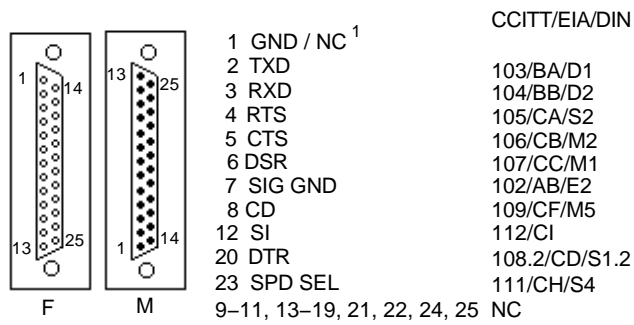 CCITT/EIA/DIN
1 GND / NC 1
2 TXD 103/BA/D1
3 RXD 104/BB/D2
4 RTS 105/CA/S2
5 CTS 106/CB/M2
6 DSR 107/CC/M1
7 SIG GND 102/AB/E2
8 CD 109/CF/M5
12 SI 112/CI
20 DTR 108.2/CD/S1.2
23 SPD SEL 111/CH/S4
9–11, 13–19, 21, 22, 24, 25 NC
1 14
13 25
F
13 25
1 14
M